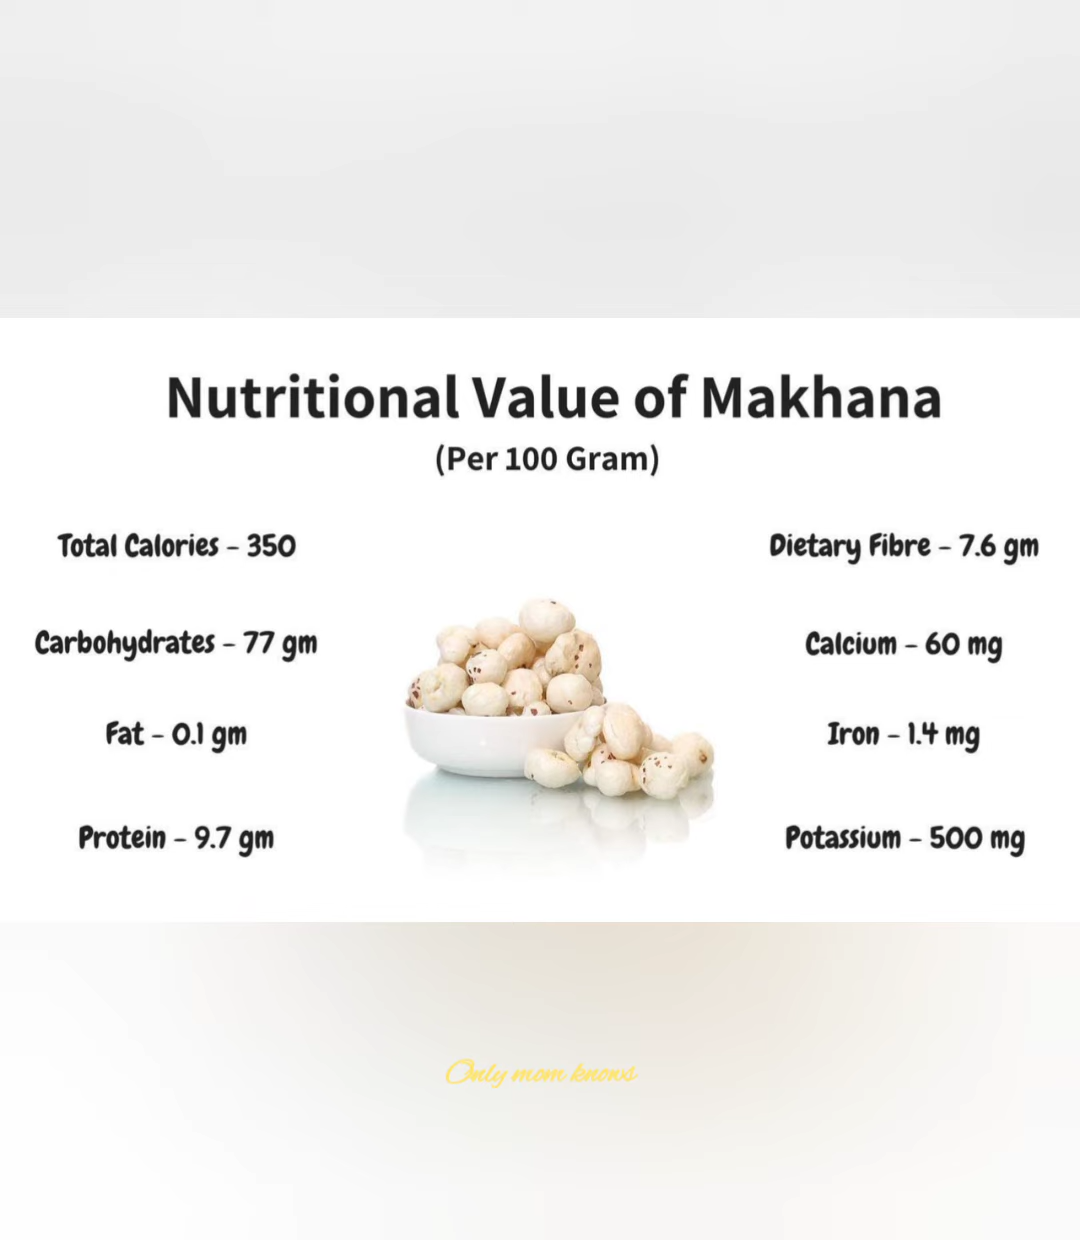 Nutritional Value of Makhana
(Per 100 Gram)
Total Calories - 350
Carbohydrates - 77 gm
Fat - 0.1 gm
Protein - 9.7 gm
Dietary Fibre - 7.6 gm
Calcium - 60 mg
Iron - 1.4 mg
Potassium - 500 mg
Only mom knows